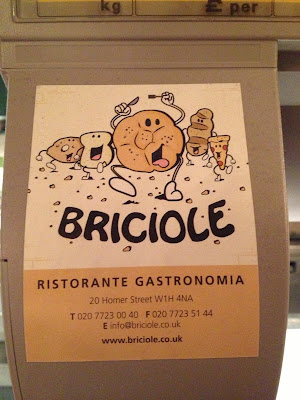 kg £ per
BRICIOLE
RISTORANTE GASTRONOMIA
20 Homer Street W1H 4NA
T 020 7723 00 40 F 020 7723 51 44
E info@briciole.co.uk
www.briciole.co.uk